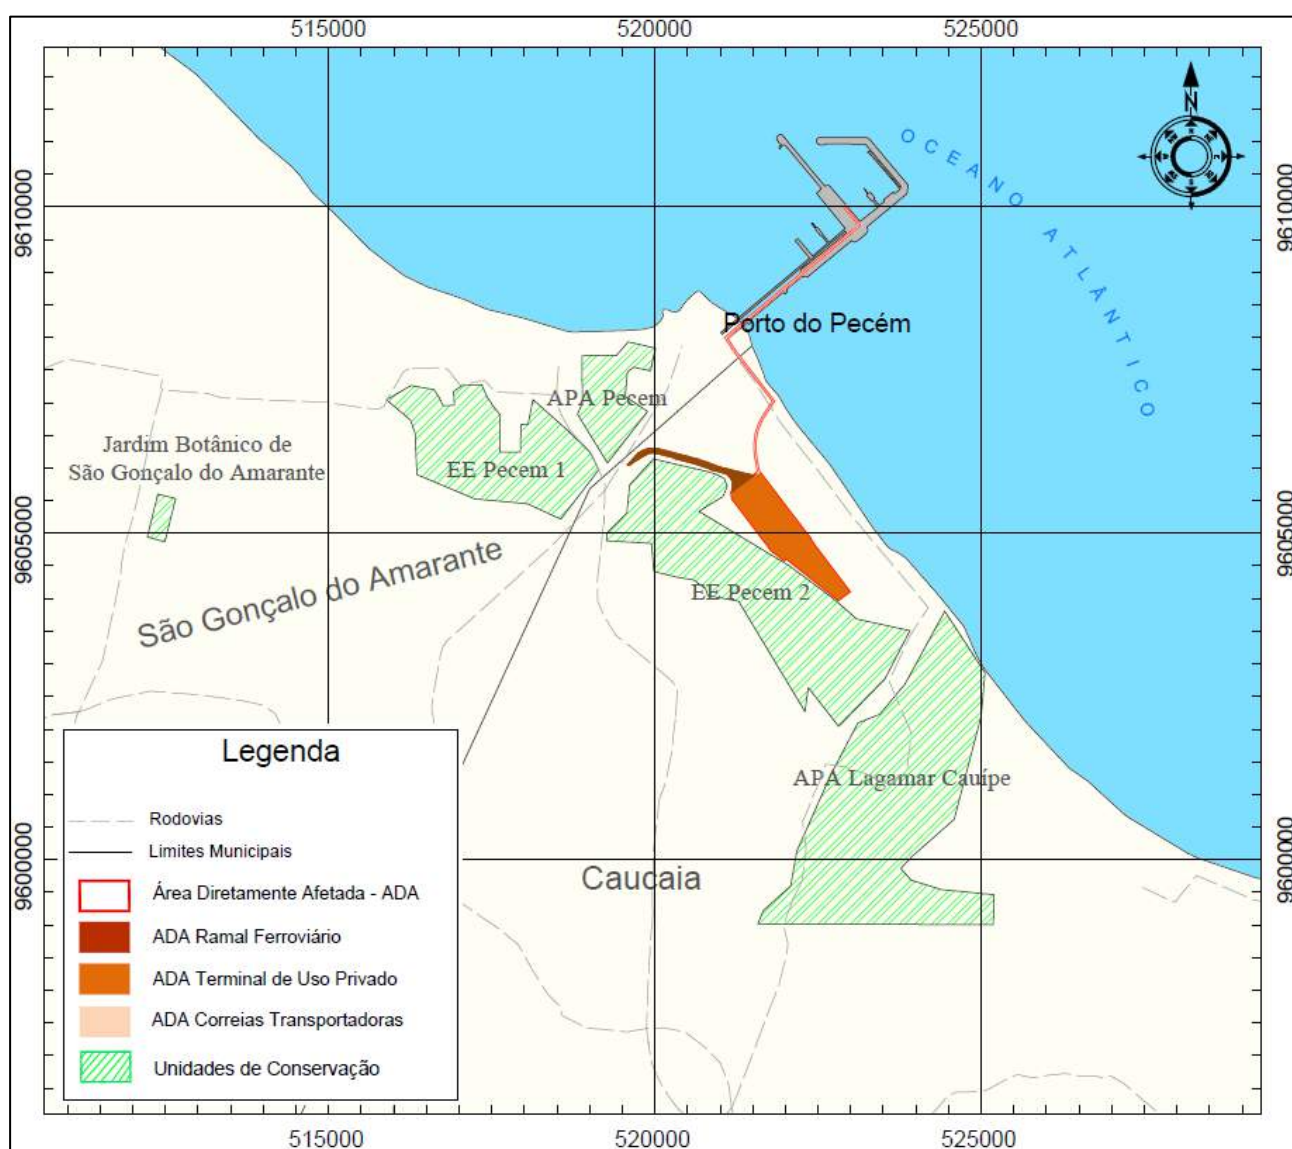 515000
520000
525000
N
OCEANO ATLÂNTICO
9610000
9610000
Porto do Pecém
APA Pecem
Jardim Botânico de
São Gonçalo do Amarante
EE Pecem 1
9605000
9605000
São Gonçalo do Amarante
EE Pecem 2
APA Lagamar Cauípe
Caucaia
9600000
9600000
Legenda
Rodovias
Limites Municipais
Área Diretamente Afetada - ADA
ADA Ramal Ferroviário
ADA Terminal de Uso Privado
ADA Correias Transportadoras
Unidades de Conservação
515000
520000
525000